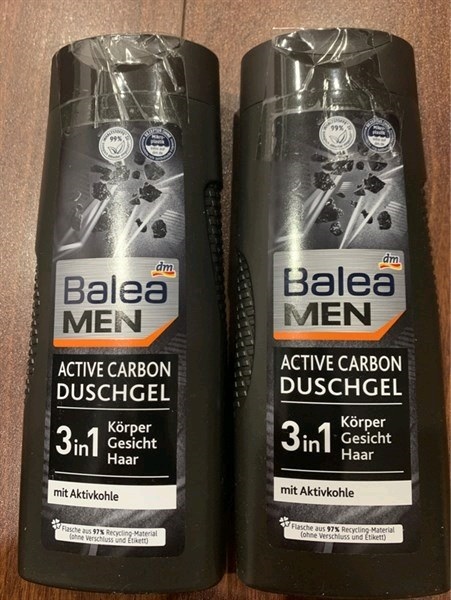 99%
dm
Balea
MEN
ACTIVE CARBON
DUSCHGEL
3in1
Körper
Gesicht
Haar
mit Aktivkohle
Flasche aus 97% Recycling-Material
(ohne Verschluss und Etikett)
99%
dm
Balea
MEN
ACTIVE CARBON
DUSCHGEL
3in1
Körper
Gesicht
Haar
mit Aktivkohle
Flasche aus 97% Recycling-Material
(ohne Verschluss und Etikett)